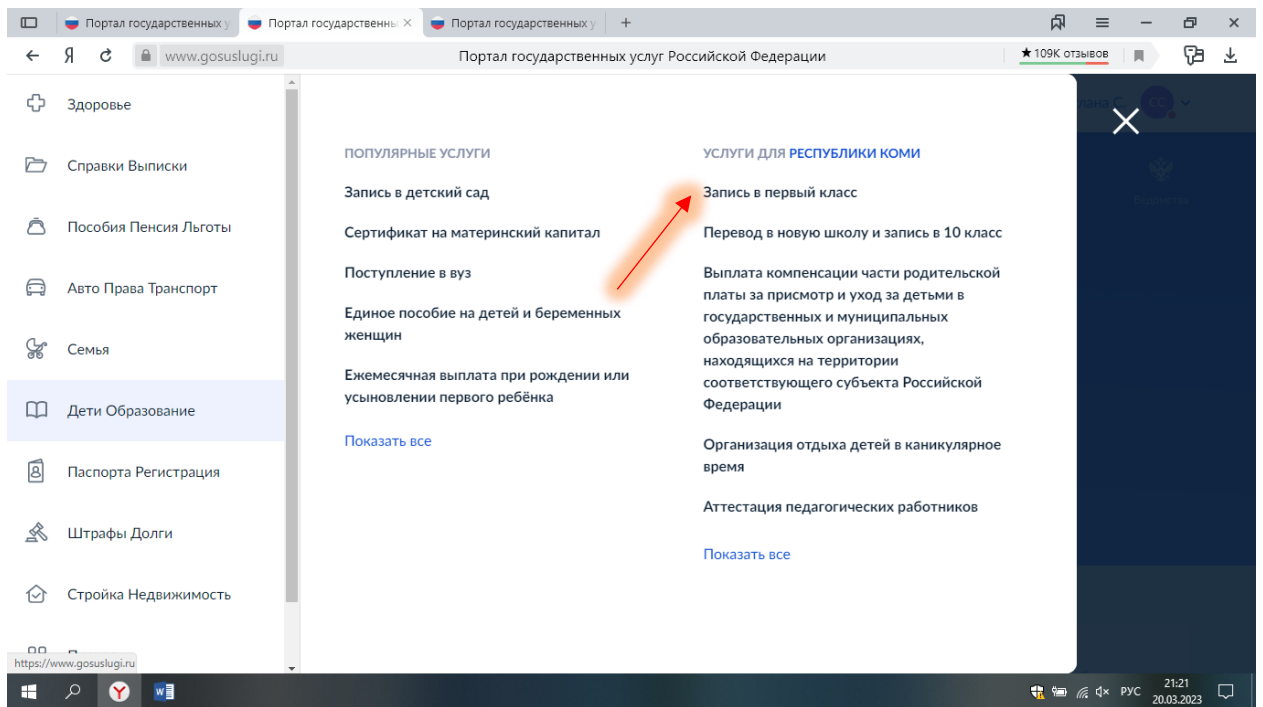 Портал государственных у
Портал государственны
Портал государственных у
www.gosuslugi.ru
Портал государственных услуг Российской Федерации
★ 109K отзывов
Здоровье
Справки Выписки
Пособия Пенсия Льготы
Авто Права Транспорт
Семья
Дети Образование
Паспорта Регистрация
Штрафы Долги
Стройка Недвижимость
https://www.gosuslugi.ru
ПОПУЛЯРНЫЕ УСЛУГИ
Запись в детский сад
Сертификат на материнский капитал
Поступление в вуз
Единое пособие на детей и беременных
женщин
Ежемесячная выплата при рождении или
усыновлении первого ребёнка
Показать все
УСЛУГИ ДЛЯ РЕСПУБЛИКИ КОМИ
Запись в первый класс
Перевод в новую школу и запись в 10 класс
Выплата компенсации части родительской
платы за присмотр и уход за детьми в
государственных и муниципальных
образовательных организациях,
находящихся на территории
соответствующего субъекта Российской
Федерации
Организация отдыха детей в каникулярное
время
Аттестация педагогических работников
Показать все
лана С.
СС
РУС
21:21
20.03.2023